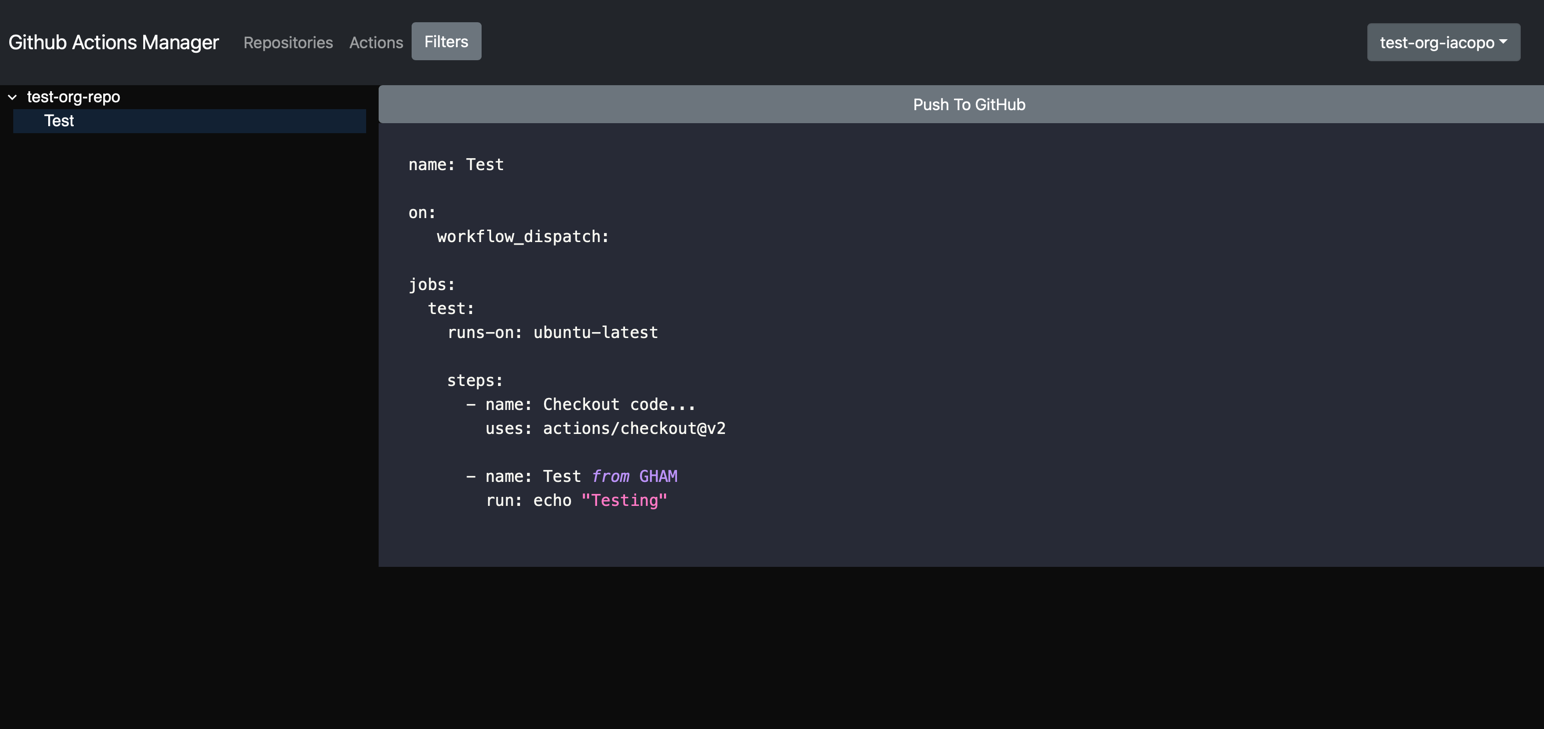 Github Actions Manager Repositories Actions Filters test-org-iacopo
test-org-repo
Test
Push To GitHub
name: Test
on:
workflow_dispatch:
jobs:
test:
runs-on: ubuntu-latest
steps:
- name: Checkout code...
uses: actions/checkout@v2
- name: Test from GHAM
run: echo "Testing"